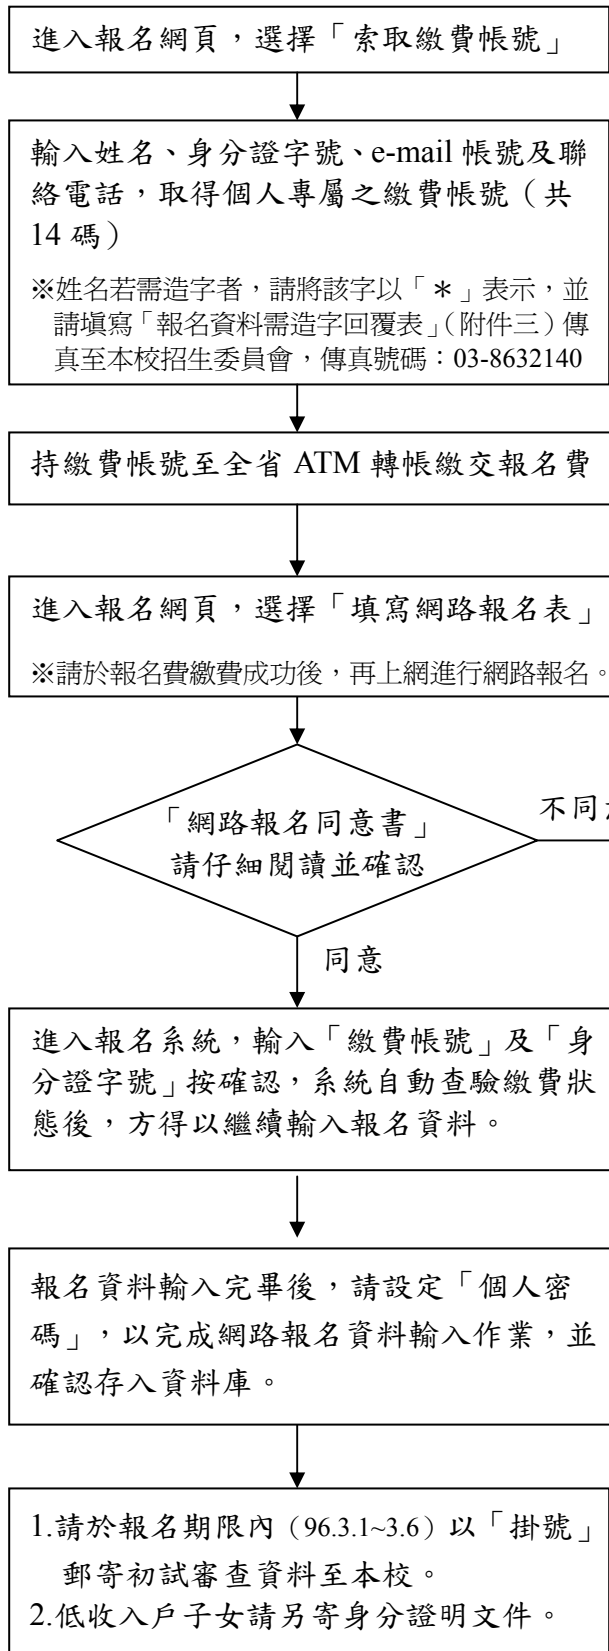 進入報名網頁，選擇「索取繳費帳號」
輸入姓名、身分證字號、e-mail 帳號及聯
絡電話，取得個人專屬之繳費帳號（共
14 碼）
※姓名若需造字者，請將該字以「＊」表示，並
請填寫「報名資料需造字回覆表」（附件三）傳
真至本校招生委員會，傳真號碼：03-8632140
持繳費帳號至全省 ATM 轉帳繳交報名費
進入報名網頁，選擇「填寫網路報名表」
※請於報名費繳費成功後，再上網進行網路報名。
「網路報名同意書」
請仔細閱讀並確認
不同
同意
進入報名系統，輸入「繳費帳號」及「身
分證字號」按確認，系統自動查驗繳費狀
態後，方得以繼續輸入報名資料。
報名資料輸入完畢後，請設定「個人密
碼」，以完成網路報名資料輸入作業，並
確認存入資料庫。
1.請於報名期限內（96.3.1~3.6）以「掛號」
郵寄初試審查資料至本校。
2.低收入戶子女請另寄身分證明文件。